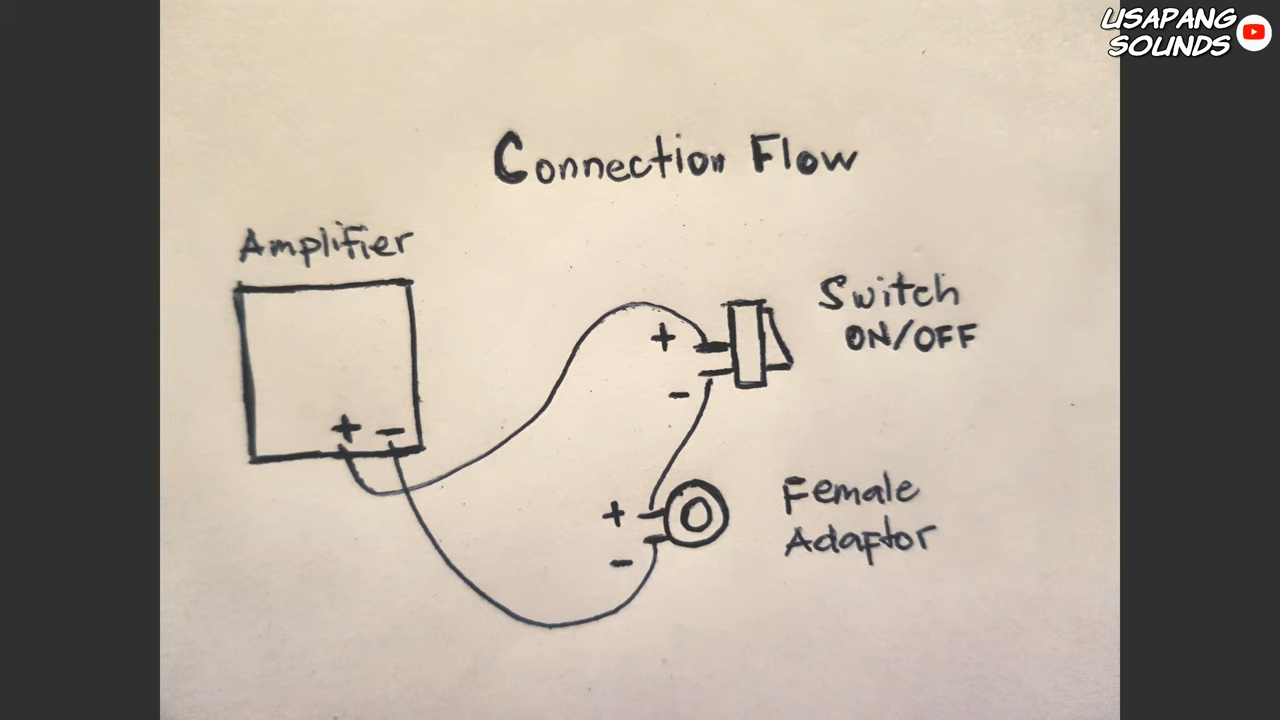 USAPANG
SOUNDS
Connection Flow
Amplifier
+ -
Switch
ON/OFF
+
-
Female
Adaptor
+
-